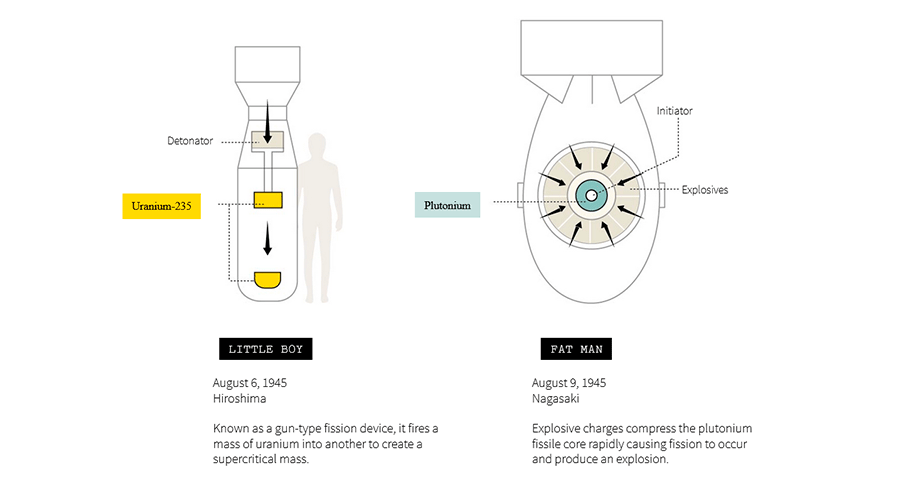 Detonator
Uranium-235
LITTLE BOY
August 6, 1945
Hiroshima
Known as a gun-type fission device, it fires a
mass of uranium into another to create a
supercritical mass.
Initiator
Explosives
Plutonium
FAT MAN
August 9, 1945
Nagasaki
Explosive charges compress the plutonium
fissile core rapidly causing fission to occur
and produce an explosion.